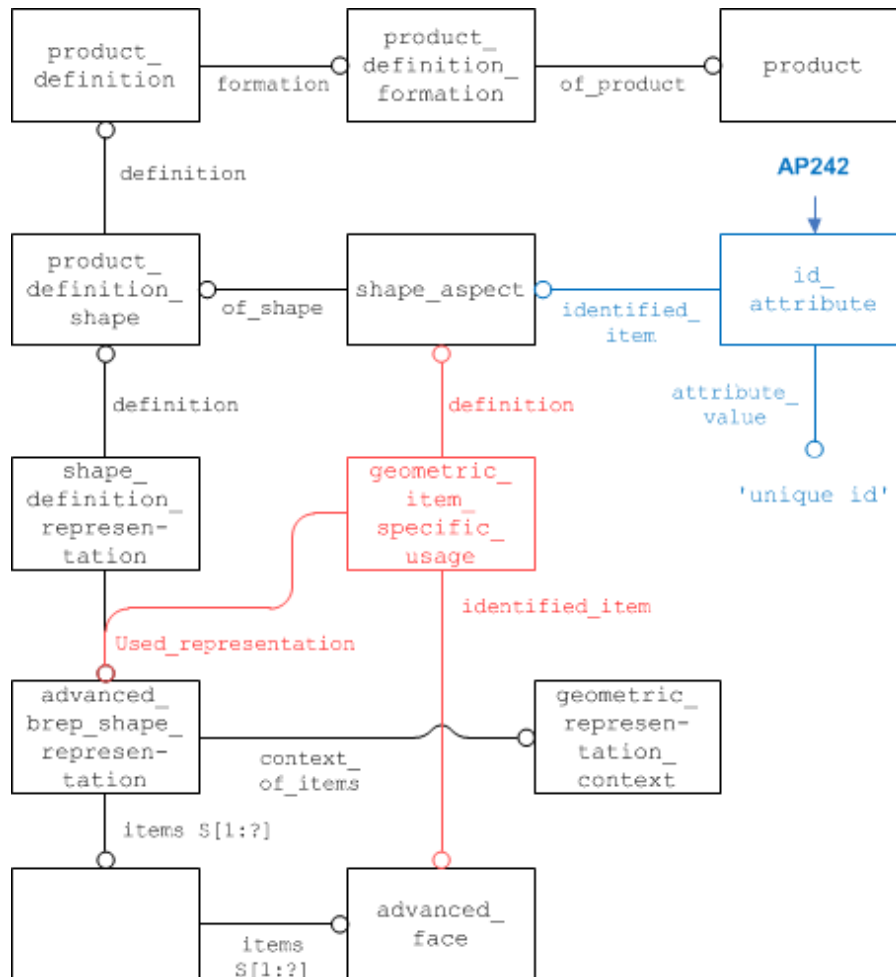 product_
definition
formation
product_
definition_
formation
of_product
product
definition
AP242
product_
definition_
shape
of_shape
shape_aspect
identified_
item
id_
attribute
definition
definition
attribute_
value
'unique id'
shape_
definition_
represen-
tation
geometric_
item_
specific_
usage
Used_representation
identified_item
advanced_
brep_shape_
represen-
tation
context_
of_items
geometric_
represen-
tation_
context
items S[1:?]
items
S[1:?]
advanced_
face